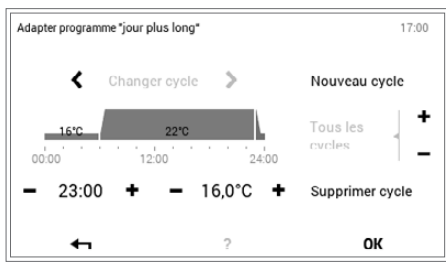 Adapter programme "jour plus long" 17:00
Changer cycle Nouveau cycle
16°C 22°C
Tous les
cycles
00:00 12:00 24:00
23:00 16,0°C Supprimer cycle
? OK